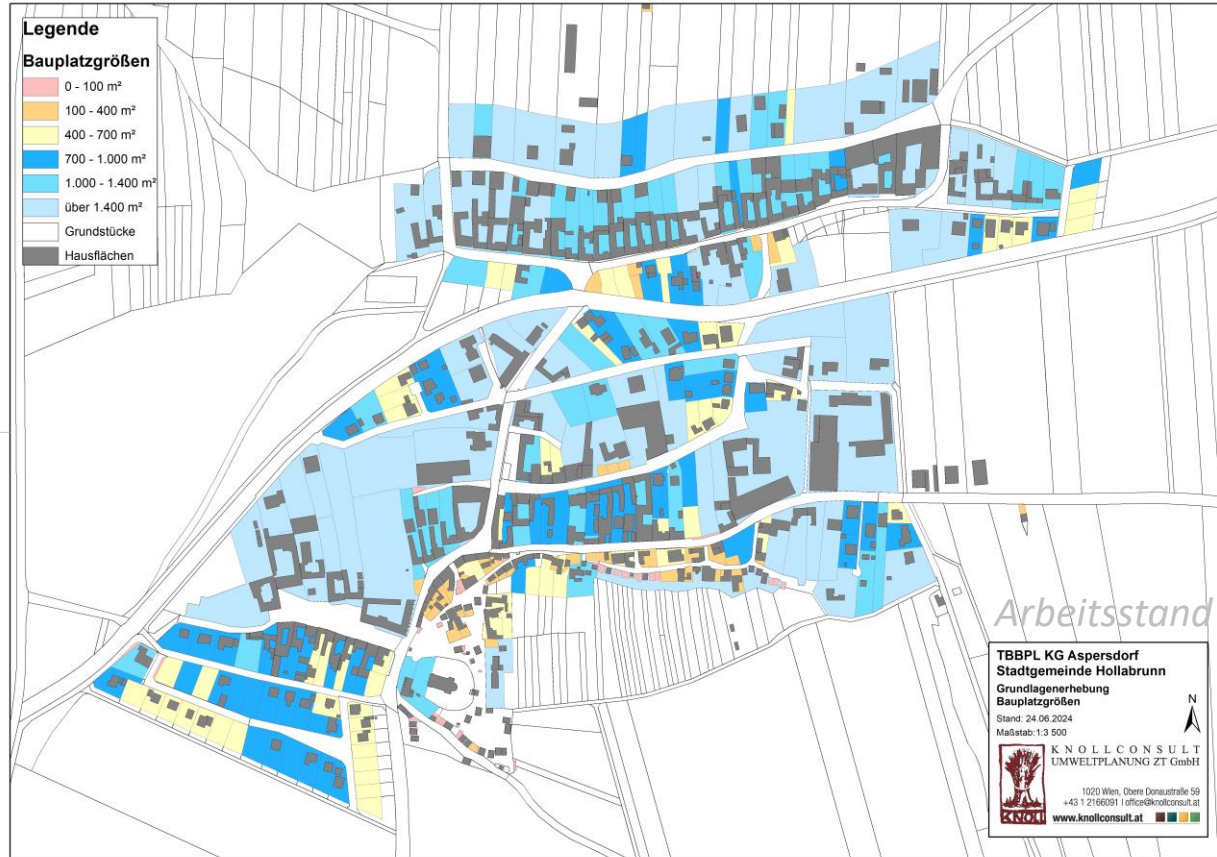 Legende
Bauplatzgrößen
0 - 100 m²
100 - 400 m²
400 - 700 m²
700 - 1.000 m²
1.000 - 1.400 m²
über 1.400 m²
Grundstücke
Hausflächen
Arbeitsstand
TBBPL KG Aspersdorf
Stadtgemeinde Hollabrunn
Grundlagenerhebung
Bauplatzgrößen
Stand: 24.06.2024
Maßstab: 1:3 500
N
KNOLLCONSULT
UMWELTPLANUNG ZT GmbH
1020 Wien, Obere Donaustraße 59
+43 1 2166091 | office@knollconsult.at
KNOLL
www.knollconsult.at